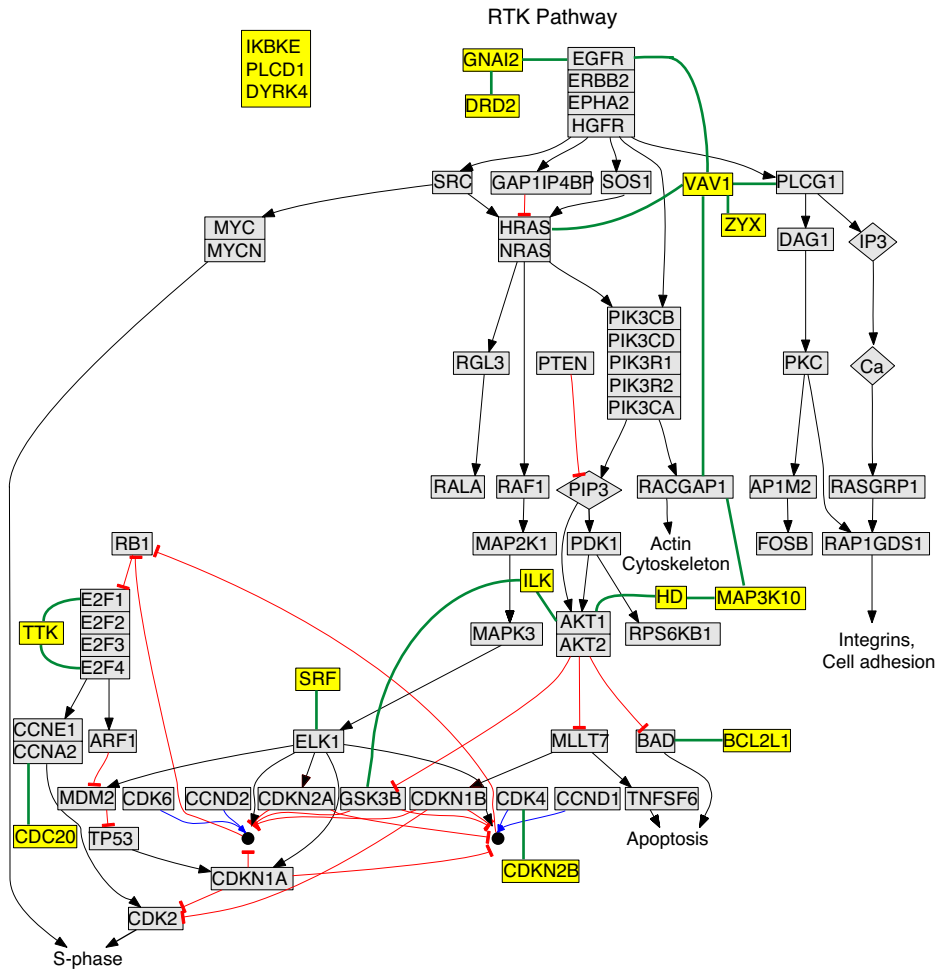 RTK Pathway
IKBKE
PLCD1
DYRK4
GNAI2
EGFR
ERBB2
EPHA2
HGFR
DRD2
SRC
GAP1IP4BP
SOS1
VAV1
PLCG1
MYC
MYCN
HRAS
NRAS
ZYX
DAG1
IP3
PIK3CB
PIK3CD
PIK3R1
PIK3R2
PIK3CA
RGL3
PTEN
PKC
Ca
RALA
RAF1
PIP3
RACGAP1
AP1M2
RASGRP1
RB1
MAP2K1
PDK1
Actin
Cytoskeleton
FOSB
RAP1GDS1
ILK
HD
MAP3K10
E2F1
E2F2
E2F3
E2F4
TTK
MAPK3
AKT1
AKT2
RPS6KB1
Integrins,
Cell adhesion
SRF
CCNE1
CCNA2
ARF1
ELK1
MLLT7
BAD
BCL2L1
MDM2
CDK6
CCND2
CDKN2A
GSK3B
CDKN1B
CDK4
CCND1
TNFSF6
CDC20
TP53
Apoptosis
CDKN1A
CDKN2B
CDK2
S-phase